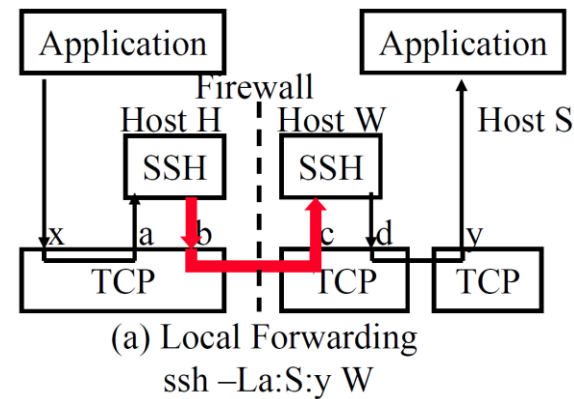 Application
Application
Firewall
Host H
Host W
Host S
SSH
SSH
x
a
b
c
d
y
TCP
TCP
TCP
(a) Local Forwarding
ssh –La:S:y W